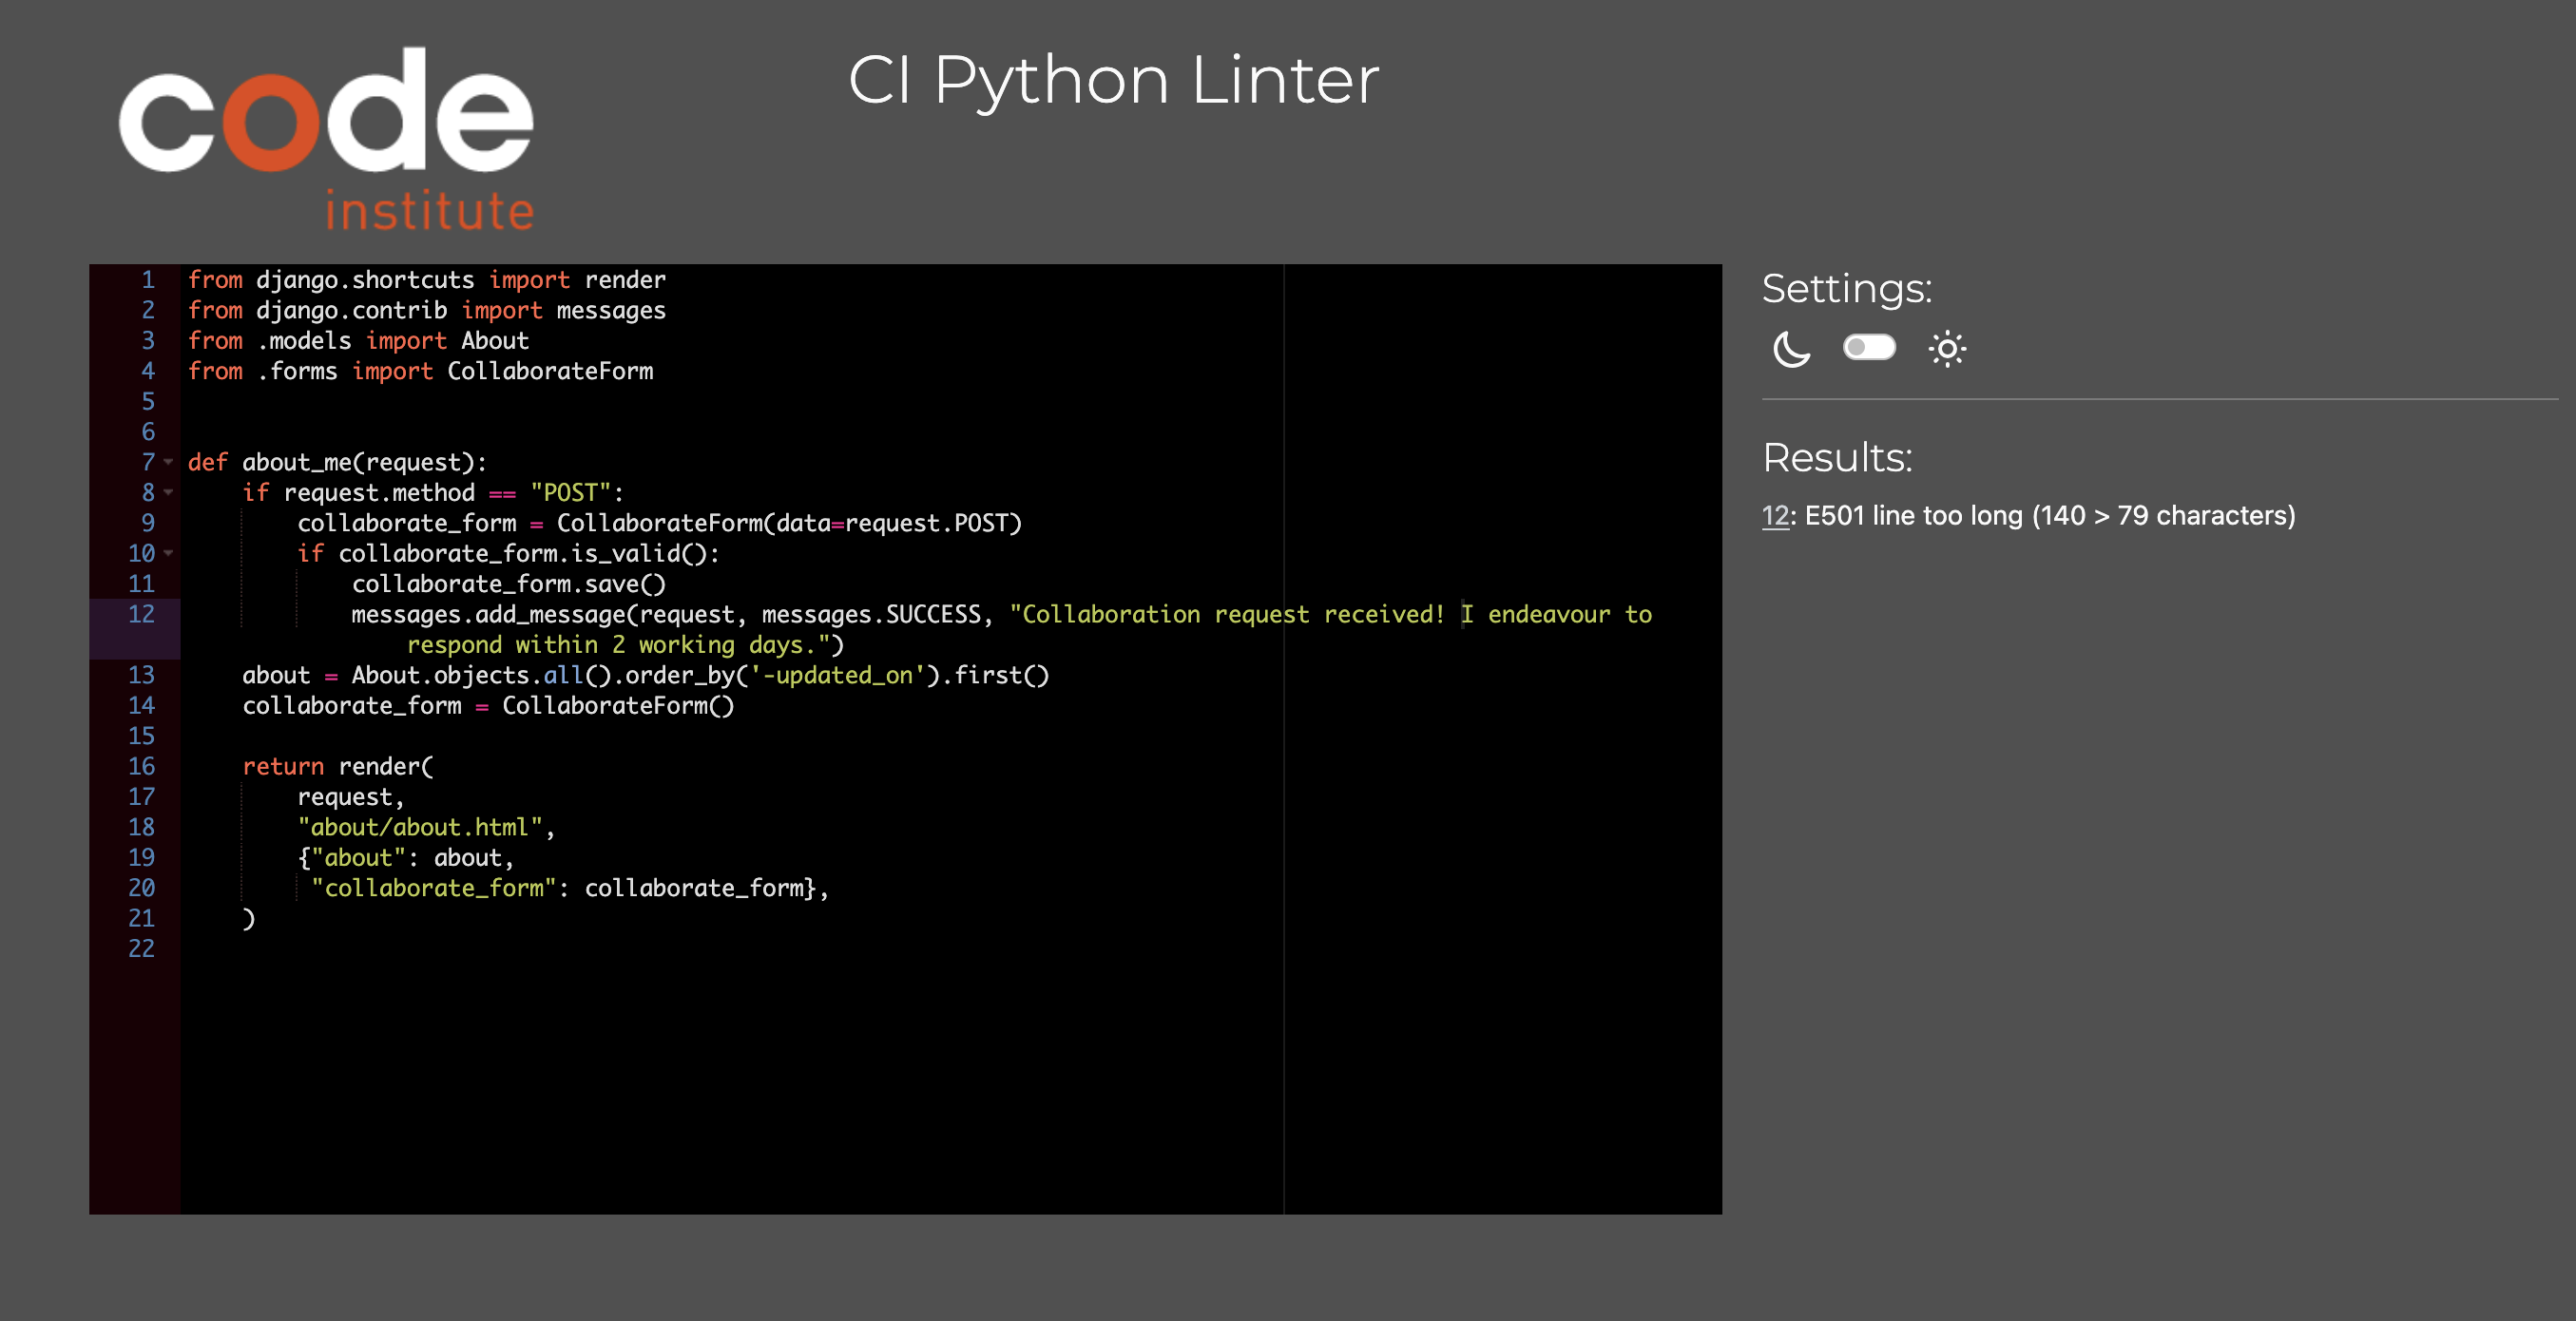 code
institute
CI Python Linter
1 from django.shortcuts import render
2 from django.contrib import messages
3 from .models import About
4 from .forms import CollaborateForm
5
6
7 def about_me(request):
8     if request.method == "POST":
9         collaborate_form = CollaborateForm(data=request.POST)
10         if collaborate_form.is_valid():
11             collaborate_form.save()
12             messages.add_message(request, messages.SUCCESS, "Collaboration request received! I endeavour to
                respond within 2 working days.")
13     about = About.objects.all().order_by('-updated_on').first()
14     collaborate_form = CollaborateForm()
15
16     return render(
17         request,
18         "about/about.html",
19         {"about": about,
20          "collaborate_form": collaborate_form},
21     )
22
Settings:
Results:
12: E501 line too long (140 > 79 characters)